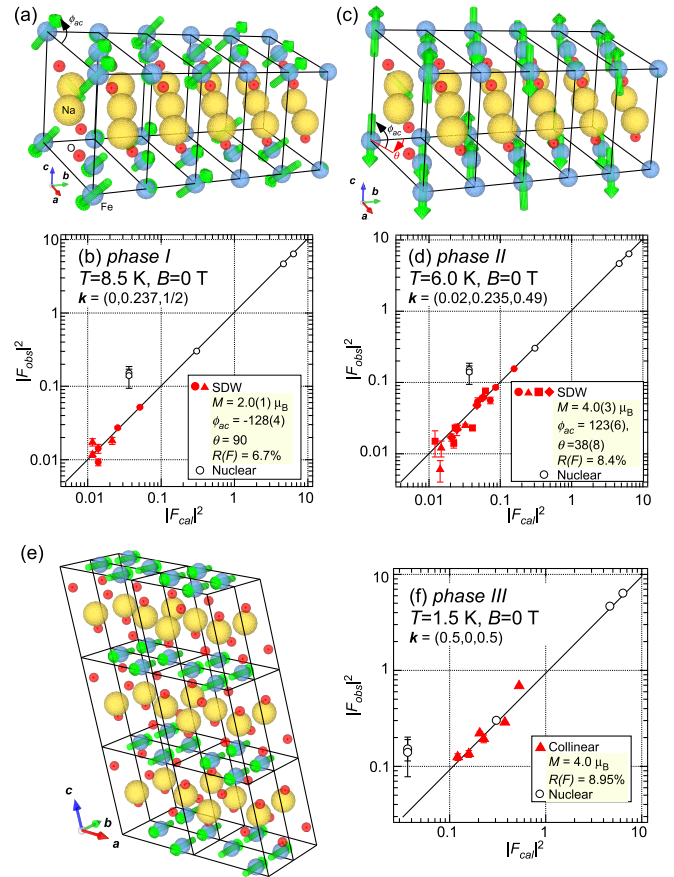 (a)
ϕac
Na
O
Fe
c
b
a
(c)
ϕac
θ
c
b
a
(b) phase I
T=8.5 K, B=0 T
k = (0,0.237,1/2)
10
1
0.1
0.01
|Fobs|²
SDW
M = 2.0(1) μB
ϕac = -128(4)
θ = 90
R(F) = 6.7%
Nuclear
0.01 0.1 1 10
|Fcal|²
(d) phase II
T=6.0 K, B=0 T
k = (0.02,0.235,0.49)
10
1
0.1
0.01
|Fobs|²
SDW
M = 4.0(3) μB
ϕac = 123(6),
θ =38(8)
R(F) = 8.4%
Nuclear
0.01 0.1 1 10
|Fcal|²
(e)
c
b
a
(f) phase III
T=1.5 K, B=0 T
k = (0.5,0,0.5)
10
1
0.1
|Fobs|²
Collinear
M = 4.0 μB
R(F) = 8.95%
Nuclear
0.1 1 10
|Fcal|²